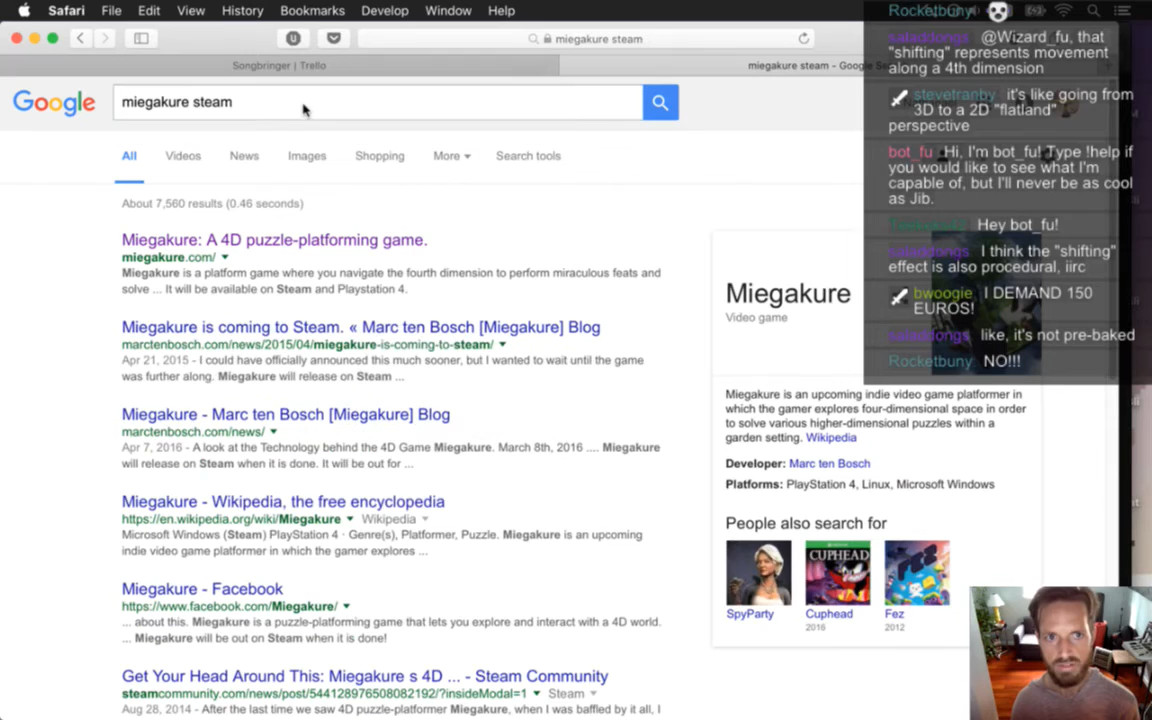 Safari File Edit View History Bookmarks Develop Window Help
miegakure steam
Songbringer | Trello
miegakure steam - Google Se
Google
miegakure steam
All Videos News Images Shopping More Search tools
About 7,560 results (0.46 seconds)
Miegakure: A 4D puzzle-platforming game.
miegakure.com/
Miegakure is a platform game where you navigate the fourth dimension to perform miraculous feats and
solve ... It will be available on Steam and Playstation 4.
Miegakure is coming to Steam. « Marc ten Bosch [Miegakure] Blog
marctenbosch.com/news/2015/04/miegakure-is-coming-to-steam/
Apr 21, 2015 - I could have officially announced this much sooner, but I wanted to wait until the game
was further along. Miegakure will release on Steam ...
Miegakure - Marc ten Bosch [Miegakure] Blog
marctenbosch.com/news/
Apr 7, 2016 - A look at the Technology behind the 4D Game Miegakure. March 8th, 2016 .... Miegakure
will release on Steam when it is done. It will be out for ...
Miegakure - Wikipedia, the free encyclopedia
https://en.wikipedia.org/wiki/Miegakure Wikipedia
Microsoft Windows (Steam) PlayStation 4 · Genre(s), Platformer, Puzzle. Miegakure is an upcoming
indie video game platformer in which the gamer explores ...
Miegakure - Facebook
https://www.facebook.com/Miegakure/
... about this. Miegakure is a puzzle-platforming game that lets you explore and interact with a 4D world.
... Miegakure will be out on Steam when it is done!
Get Your Head Around This: Miegakure s 4D ... - Steam Community
steamcommunity.com/news/post/544128976508082192/?insideModal=1 Steam
Aug 28, 2014 - After the last time we saw 4D puzzle-platformer Miegakure, when I was baffled by it all, I
Miegakure
Video game
Miegakure is an upcoming indie video game platformer in
which the gamer explores four-dimensional space in order
to solve various higher-dimensional puzzles within a
garden setting. Wikipedia
Developer: Marc ten Bosch
Platforms: PlayStation 4, Linux, Microsoft Windows
People also search for
SpyParty
CUPHEAD
Cuphead
2016
FEZ
Fez
2012
Rocketbuny
saladdongs @Wizard_fu, that
"shifting" represents movement
along a 4th dimension
stevetranby it's like going from
3D to a 2D "flatland"
perspective
bot_fu Hi, I'm bot_fu! Type !help if
you would like to see what I'm
capable of, but I'll never be as cool
as Jib.
Hey bot_fu!
saladdongs I think the "shifting"
effect is also procedural, iirc
bwoogie I DEMAND 150
EUROS!
saladdongs like, it's not pre-baked
Rocketbuny NO!!!